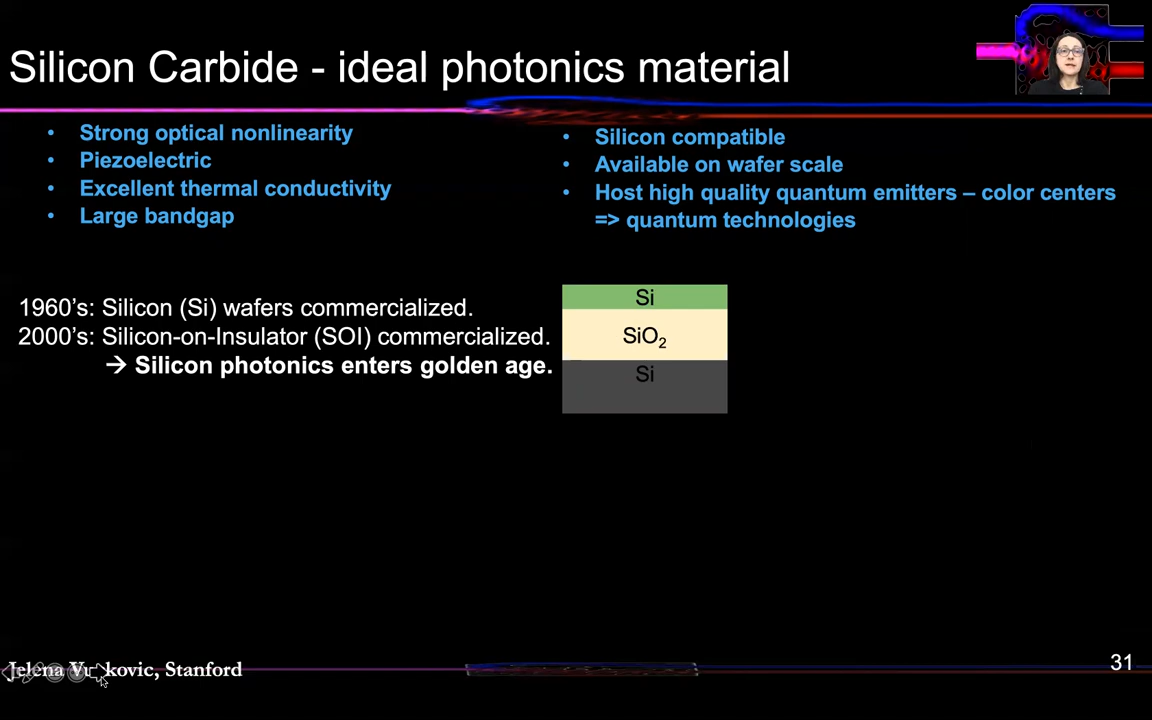 Silicon Carbide - ideal photonics material
• Strong optical nonlinearity
• Piezoelectric
• Excellent thermal conductivity
• Large bandgap
• Silicon compatible
• Available on wafer scale
• Host high quality quantum emitters – color centers
=> quantum technologies
1960’s: Silicon (Si) wafers commercialized.
2000’s: Silicon-on-Insulator (SOI) commercialized.
→ Silicon photonics enters golden age.
Si
SiO₂
Si
Jelena Vuckovic, Stanford
31